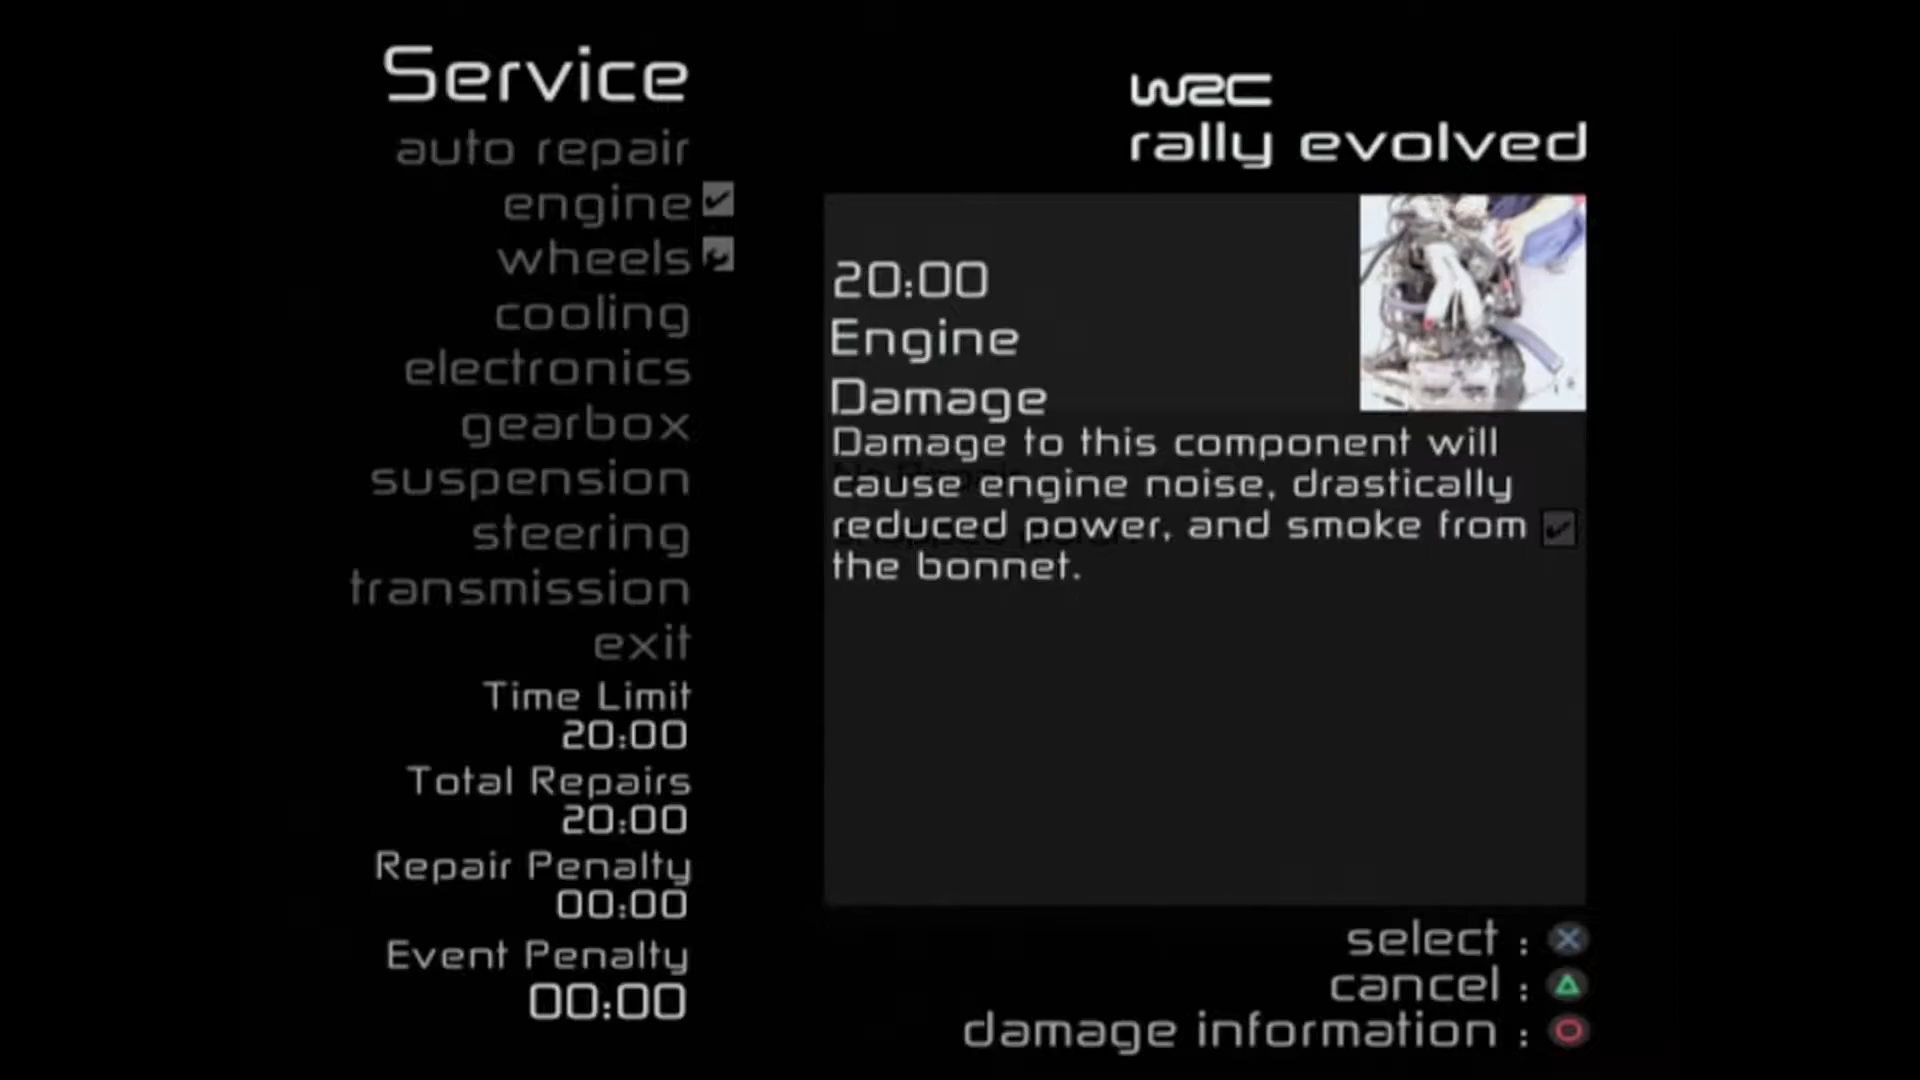 Service
auto repair
engine
wheels
cooling
electronics
gearbox
suspension
steering
transmission
exit
Time Limit
20:00
Total Repairs
20:00
Repair Penalty
00:00
Event Penalty
00:00
WRC
rally evolved
20:00
Engine
Damage
Damage to this component will
cause engine noise, drastically
reduced power, and smoke from
the bonnet.
select :
cancel :
damage information :